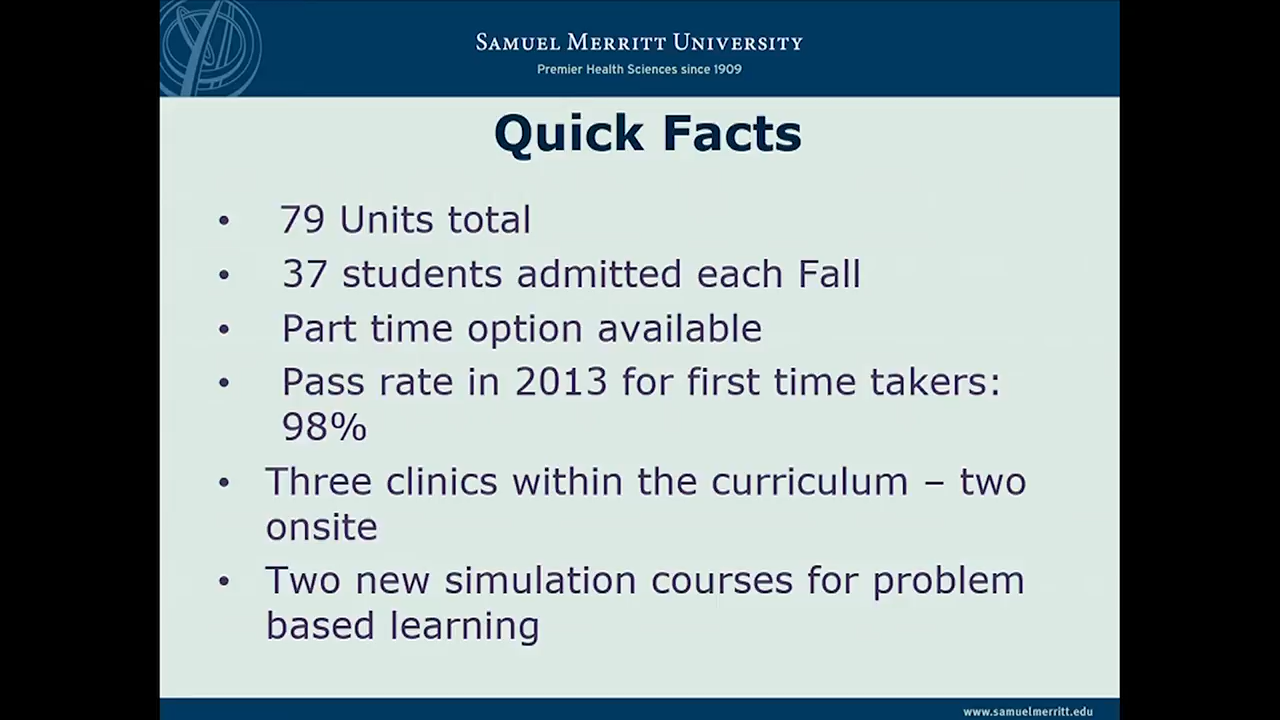 SAMUEL MERRITT UNIVERSITY
Premier Health Sciences since 1909
Quick Facts
• 79 Units total
• 37 students admitted each Fall
• Part time option available
• Pass rate in 2013 for first time takers:
98%
• Three clinics within the curriculum – two
onsite
• Two new simulation courses for problem
based learning
www.samuelmerritt.edu